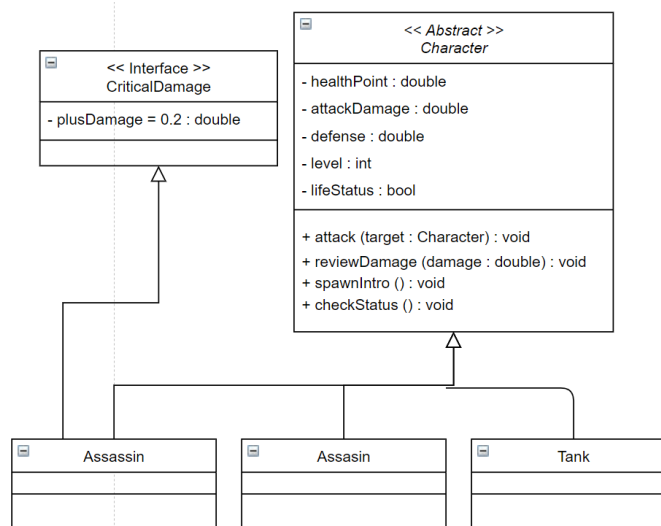 << Interface >>
CriticalDamage
- plusDamage = 0.2 : double
<< Abstract >>
Character
- healthPoint : double
- attackDamage : double
- defense : double
- level : int
- lifeStatus : bool
+ attack (target : Character) : void
+ reviewDamage (damage : double) : void
+ spawnIntro () : void
+ checkStatus () : void
Assassin
Assasin
Tank